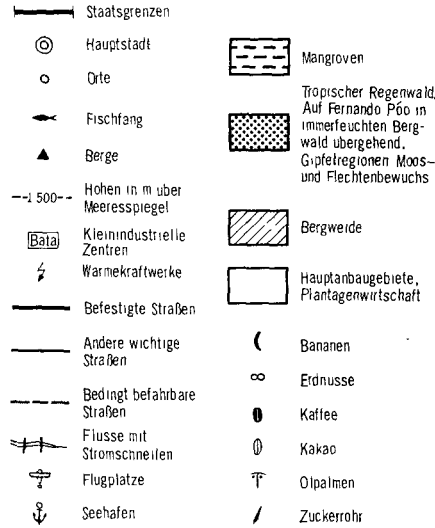 Staatsgrenzen
Hauptstadt
Orte
Fischfang
Berge
--1 500--
Hohen in m uber
Meeresspiegel
Bata
Kleinindustrielle
Zentren
Warmekraftwerke
Befestigte Straßen
Andere wichtige
Straßen
Bedingt befahrbare
Straßen
Flusse mit
Stromschnellen
Flugplatze
Seehafen
Mangroven
Tropischer Regenwald.
Auf Fernando Póo in
immerfeuchten Berg-
wald ubergehend.
Gipfelregionen Moos-
und Flechtenbewuchs
Bergweide
Hauptanbaugebiete,
Plantagenwirtschaft
Bananen
Erdnusse
Kaffee
Kakao
Olpalmen
Zuckerrohr